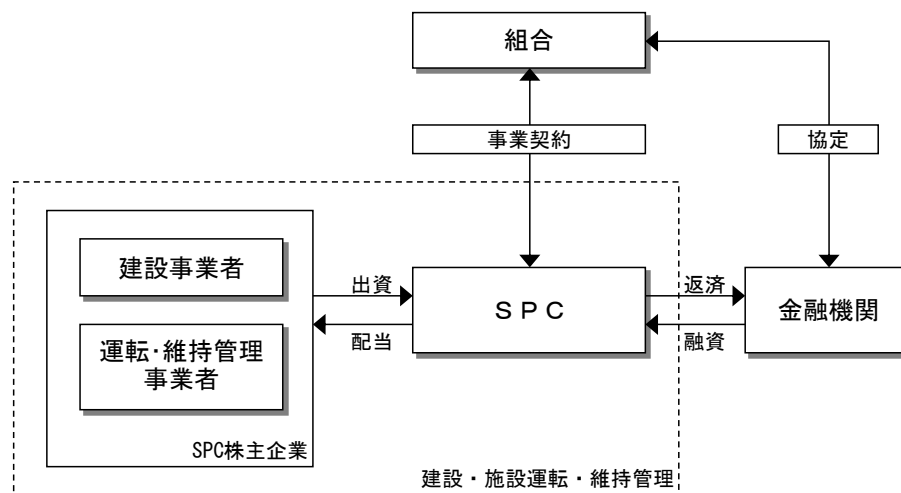 組合
事業契約
協定
建設事業者
出資
返済
SPC
金融機関
配当
融資
運転・維持管理
事業者
SPC株主企業
建設・施設運転・維持管理